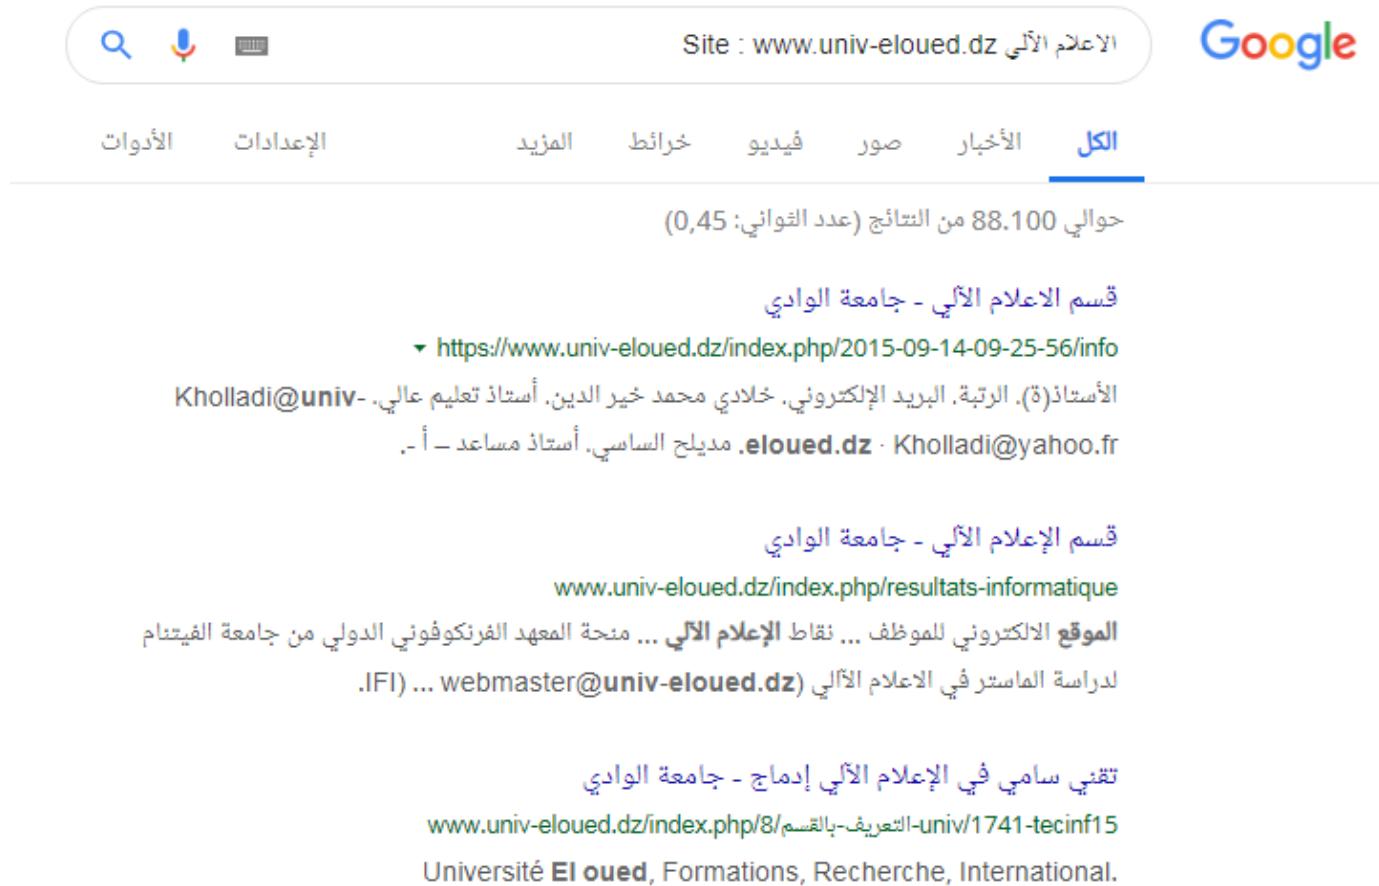 Google
الاعلام الآلي Site : www.univ-eloued.dz
الكل الأخبار صور فيديو خرائط المزيد الإعدادات الأدوات
حوالي 88.100 من النتائج (عدد الثواني: 0,45)
قسم الاعلام الآلي - جامعة الوادي
https://www.univ-eloued.dz/index.php/2015-09-14-09-25-56/info
الأستاذ(ة). الرتبة. البريد الإلكتروني. خلادي محمد خير الدين. أستاذ تعليم عالي. Kholladi@univ-
eloued.dz · Kholladi@yahoo.fr. مديلح الساسي. أستاذ مساعد – أ -.
قسم الإعلام الآلي - جامعة الوادي
www.univ-eloued.dz/index.php/resultats-informatique
الموقع الالكتروني للموظف ... نقاط الإعلام الآلي ... منحة المعهد الفرنكوفوني الدولي من جامعة الفيتنام
لدراسة الماستر في الاعلام الآالي (IFI) ... webmaster@univ-eloued.dz.
تقني سامي في الإعلام الآلي إدماج - جامعة الوادي
www.univ-eloued.dz/index.php/8/التعريف-بالقسم-univ/1741-tecinf15
Université El oued, Formations, Recherche, International.